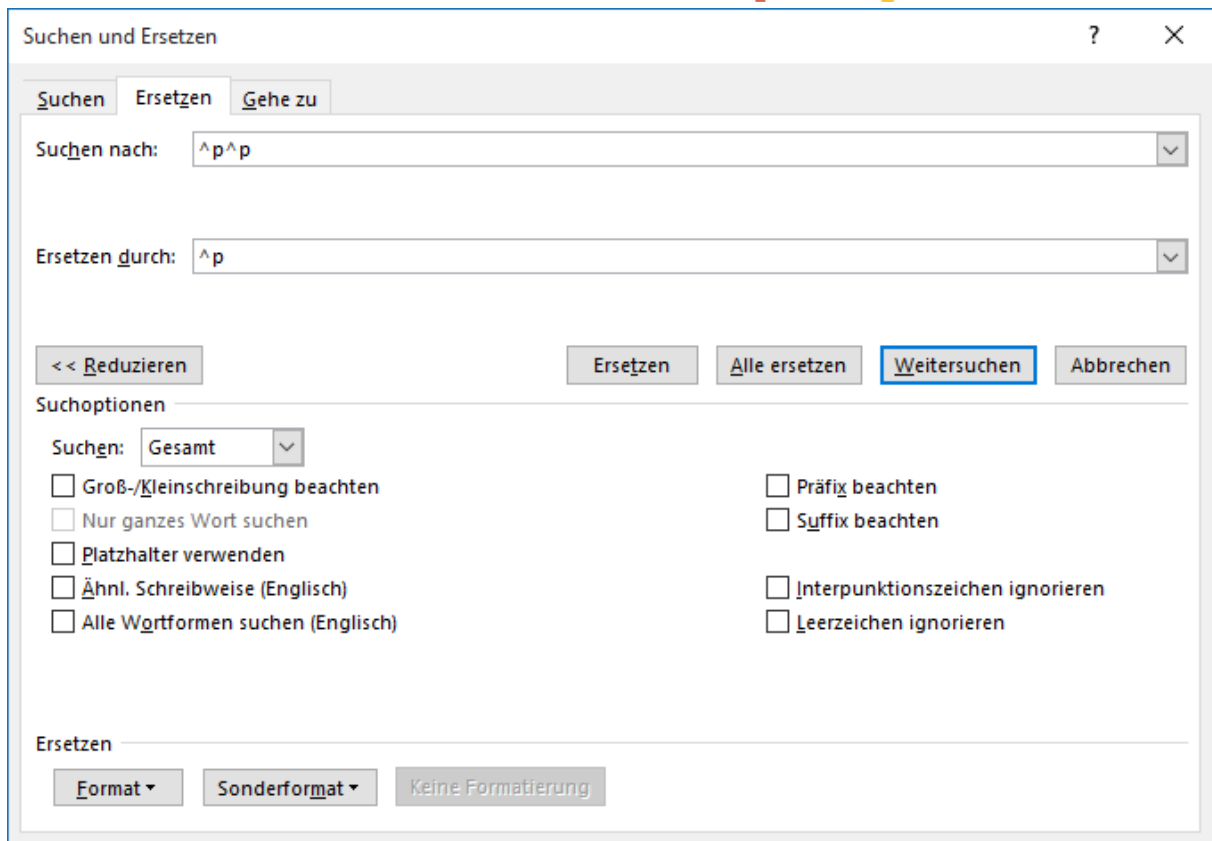 Suchen und Ersetzen ? ×
Suchen Ersetzen Gehe zu
Suchen nach: ^p^p
Ersetzen durch: ^p
<< Reduzieren Ersetzen Alle ersetzen Weitersuchen Abbrechen
Suchoptionen
Suchen: Gesamt
Groß-/Kleinschreibung beachten Präfix beachten
Nur ganzes Wort suchen Suffix beachten
Platzhalter verwenden
Ähnl. Schreibweise (Englisch) Interpunktionszeichen ignorieren
Alle Wortformen suchen (Englisch) Leerzeichen ignorieren
Ersetzen
Format Sonderformat Keine Formatierung